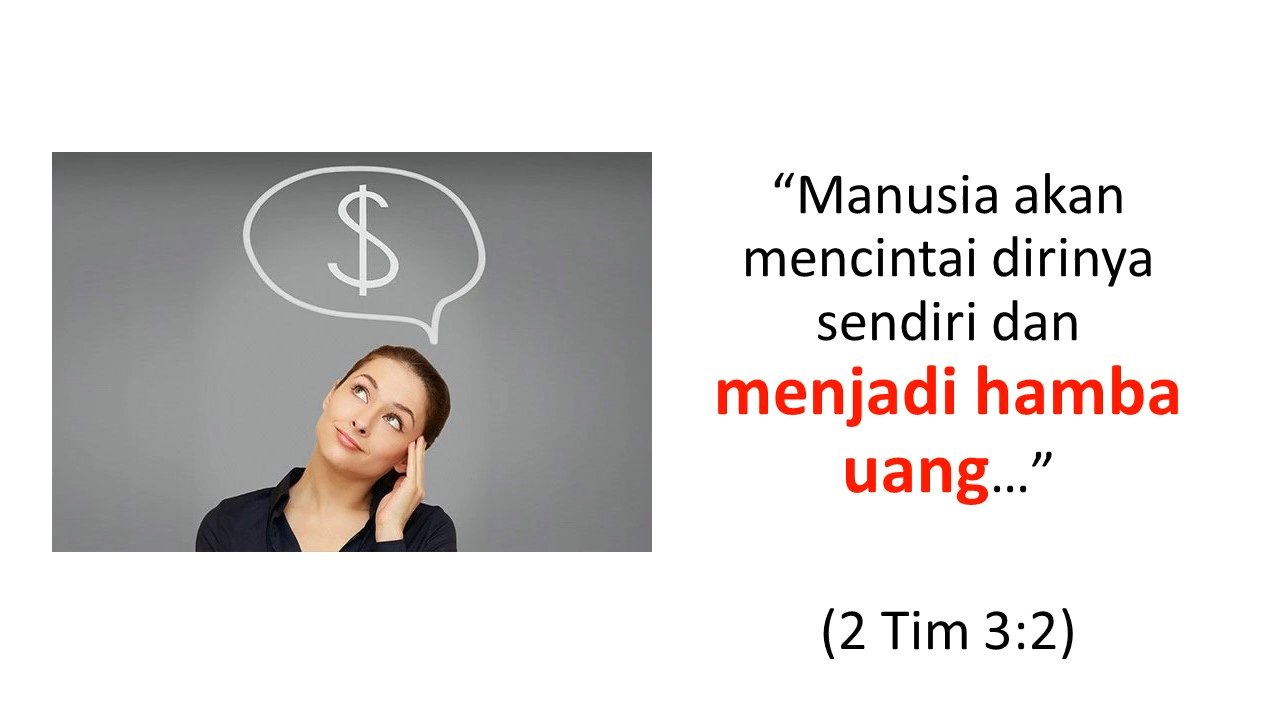 $
“Manusia akan
mencintai dirinya
sendiri dan
menjadi hamba
uang…”
(2 Tim 3:2)